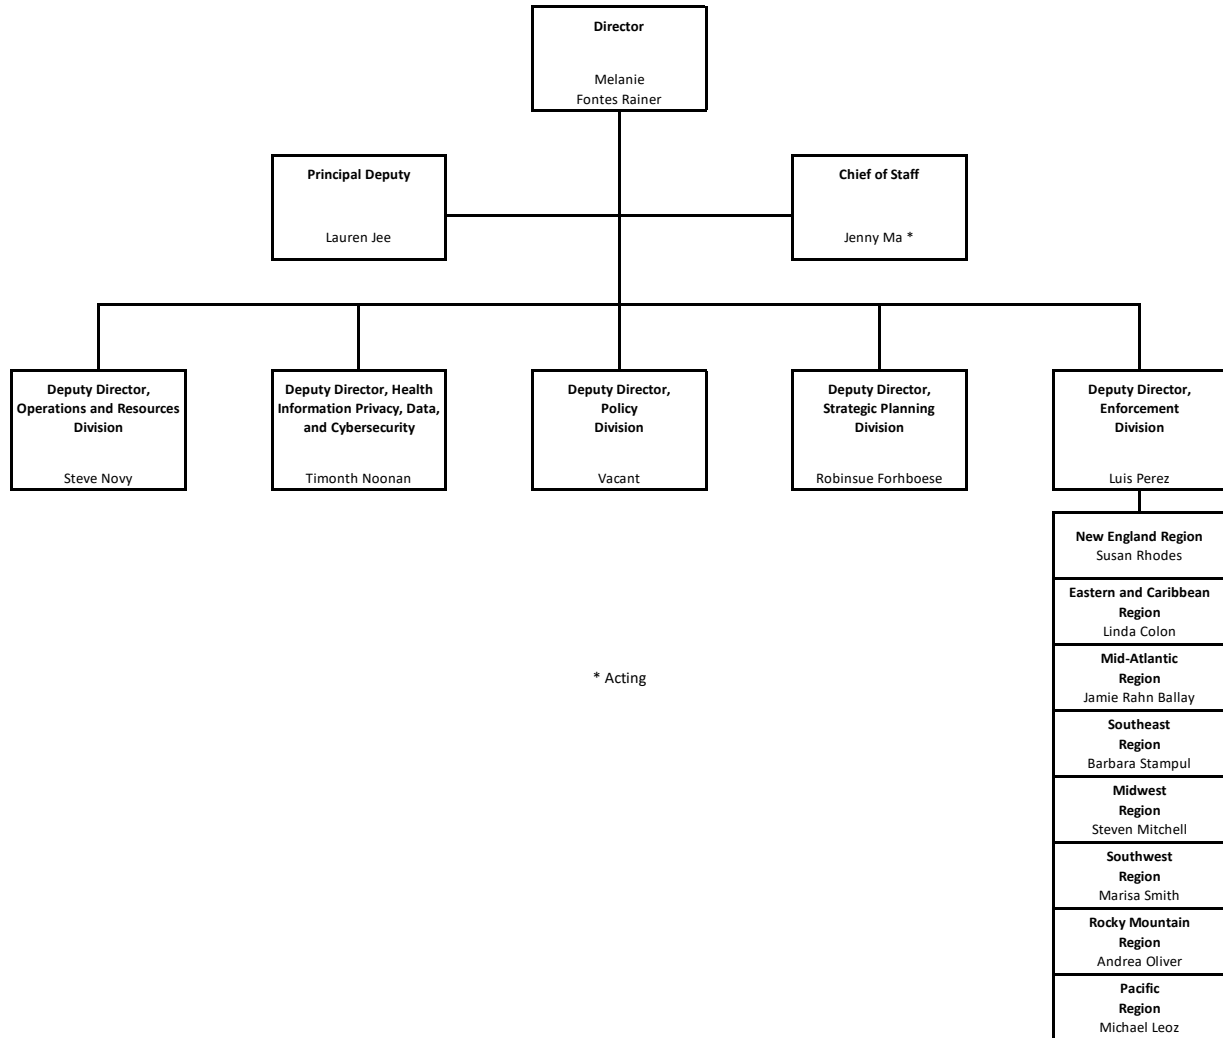 Director
Melanie
Fontes Rainer
Principal Deputy
Lauren Jee
Chief of Staff
Jenny Ma *
Deputy Director,
Operations and Resources
Division
Steve Novy
Deputy Director, Health
Information Privacy, Data,
and Cybersecurity
Timonth Noonan
Deputy Director,
Policy
Division
Vacant
Deputy Director,
Strategic Planning
Division
Robinsue Forhboese
Deputy Director,
Enforcement
Division
Luis Perez
New England Region
Susan Rhodes
Eastern and Caribbean
Region
Linda Colon
Mid-Atlantic
Region
Jamie Rahn Ballay
Southeast
Region
Barbara Stampul
Midwest
Region
Steven Mitchell
Southwest
Region
Marisa Smith
Rocky Mountain
Region
Andrea Oliver
Pacific
Region
Michael Leoz
* Acting